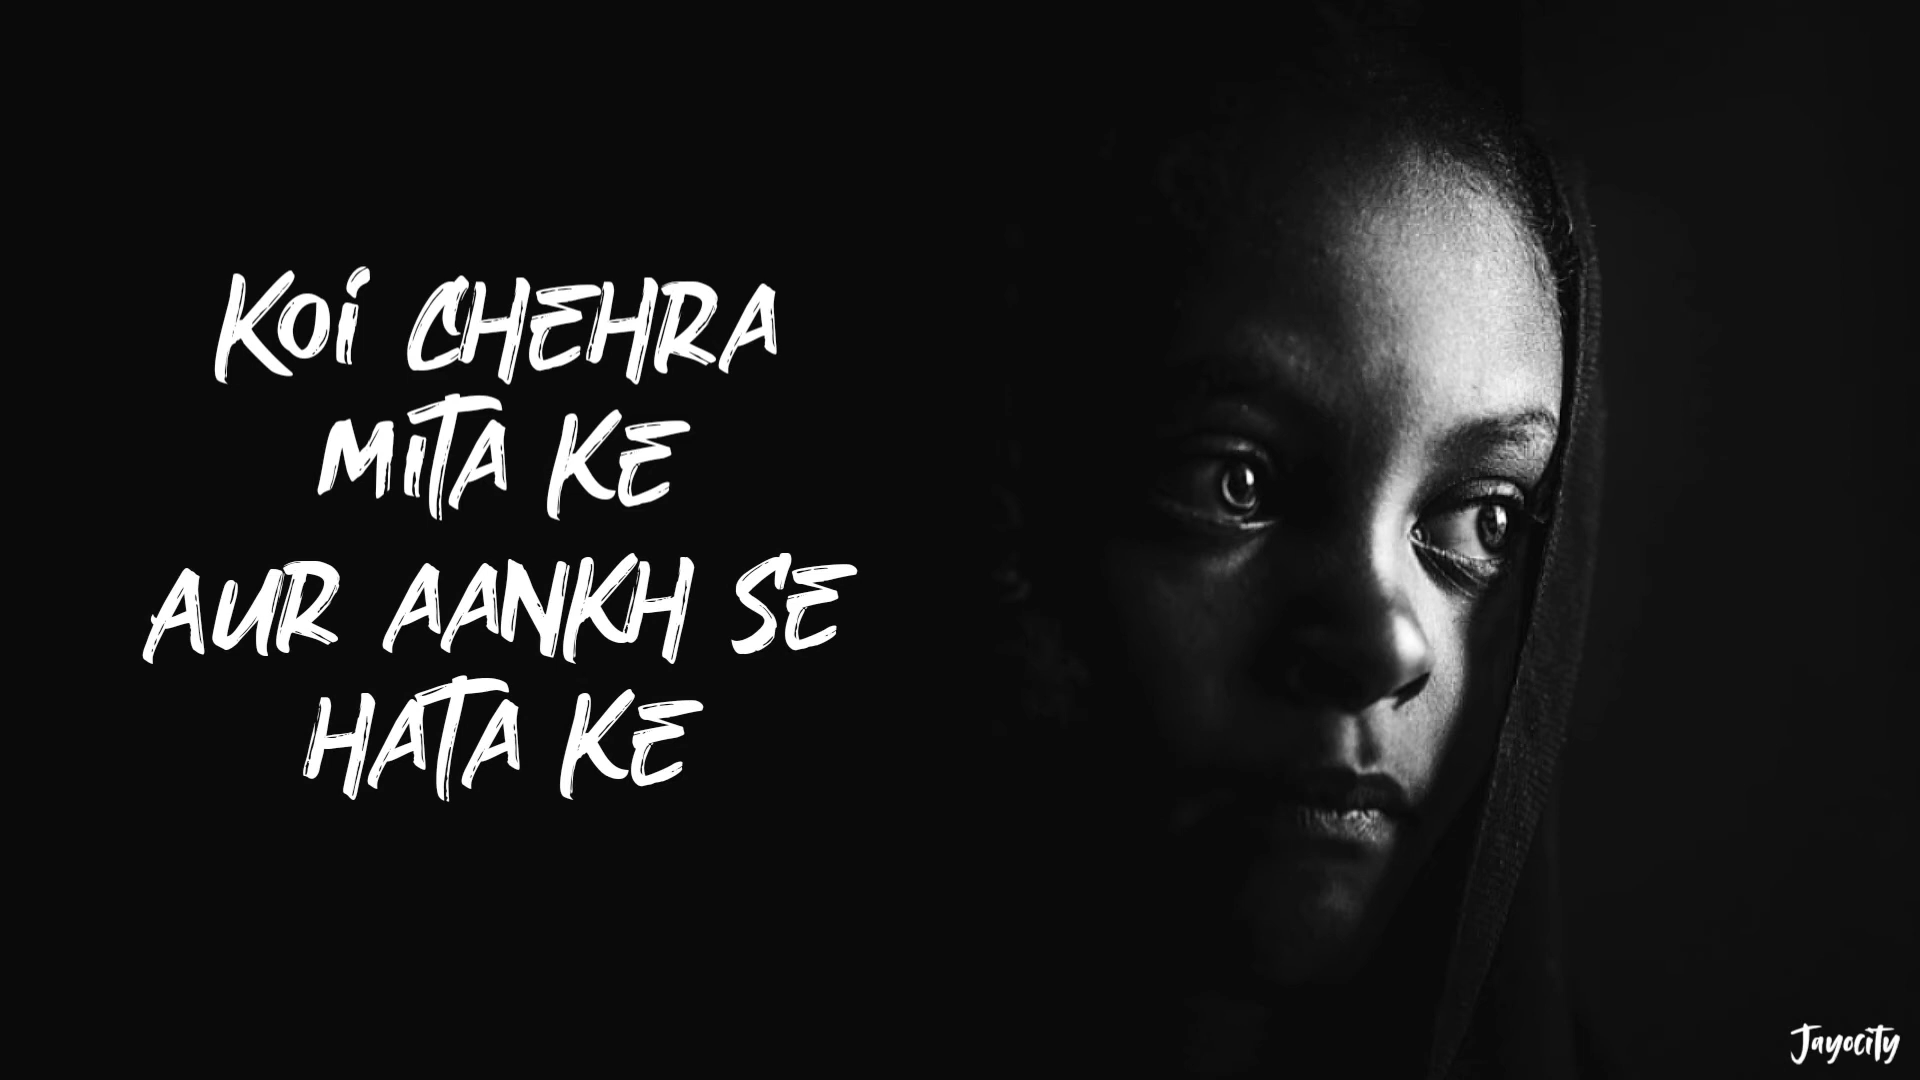 Koi CHEHRA
MiTA KE
AUR AANKH SE
HATA KE
Jayocity